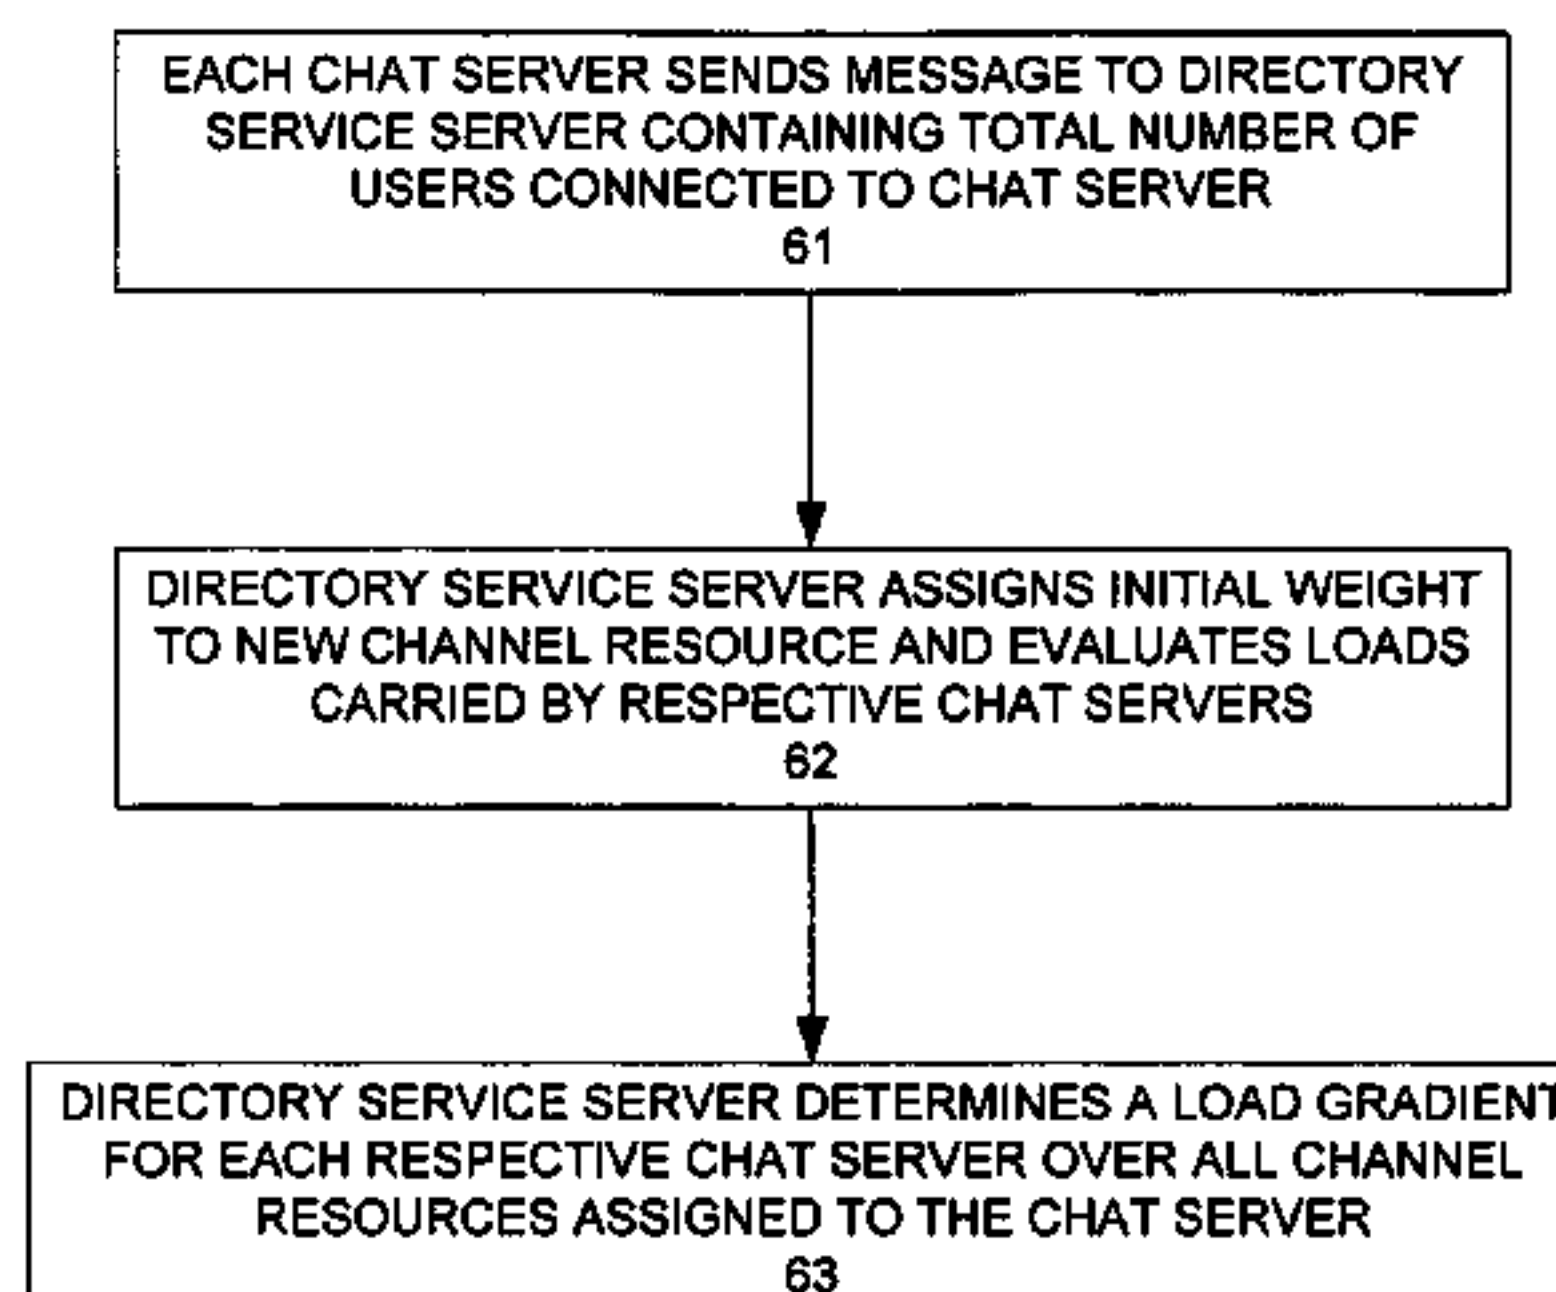 EACH CHAT SERVER SENDS MESSAGE TO DIRECTORY
SERVICE SERVER CONTAINING TOTAL NUMBER OF
USERS CONNECTED TO CHAT SERVER
61
DIRECTORY SERVICE SERVER ASSIGNS INITIAL WEIGHT
TO NEW CHANNEL RESOURCE AND EVALUATES LOADS
CARRIED BY RESPECTIVE CHAT SERVERS
62
DIRECTORY SERVICE SERVER DETERMINES A LOAD GRADIENT
FOR EACH RESPECTIVE CHAT SERVER OVER ALL CHANNEL
RESOURCES ASSIGNED TO THE CHAT SERVER
63